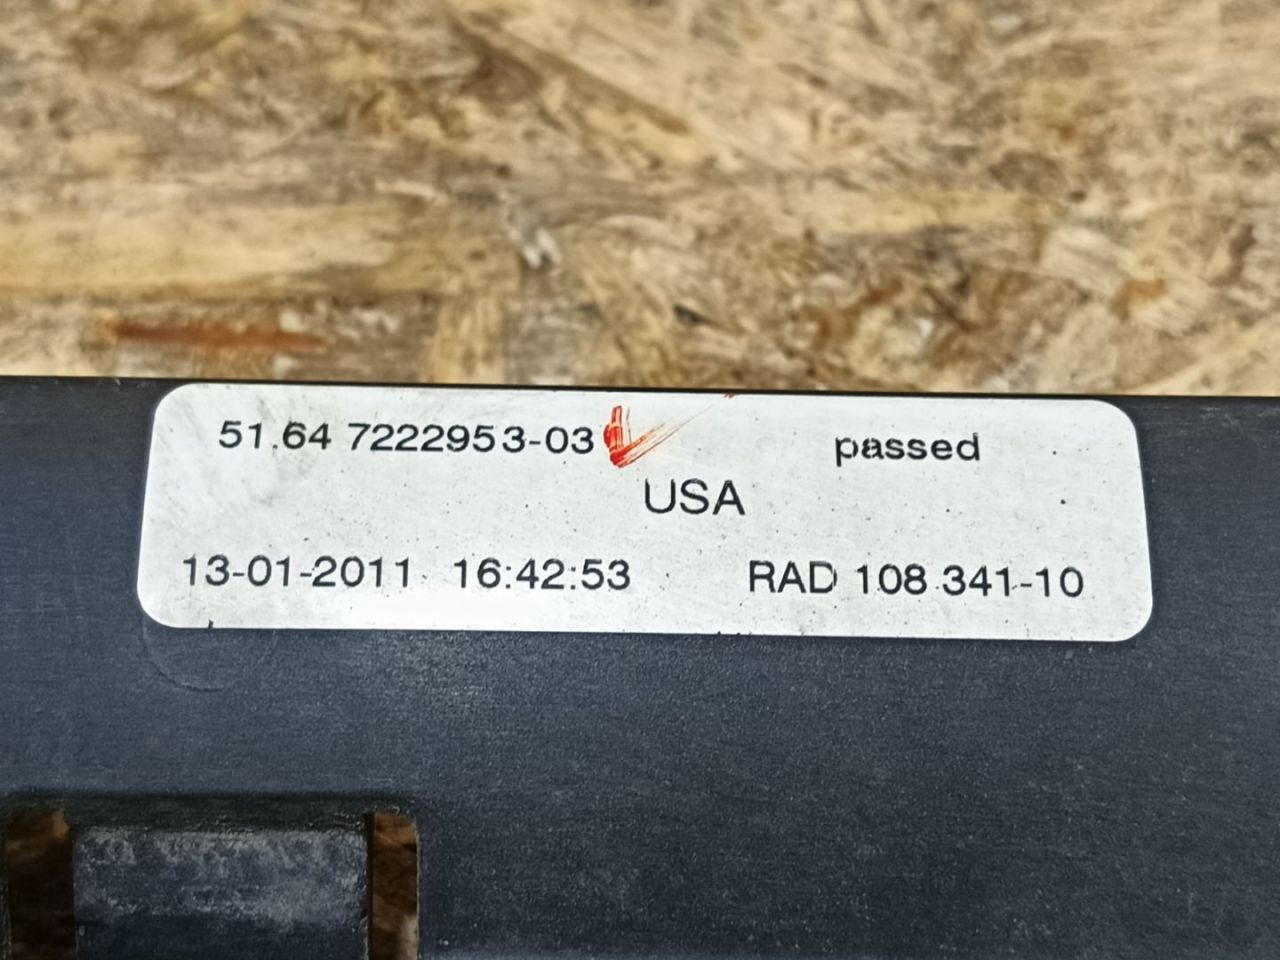 51.64 7222953-03 passed
USA
13-01-2011 16:42:53 RAD 108 341-10